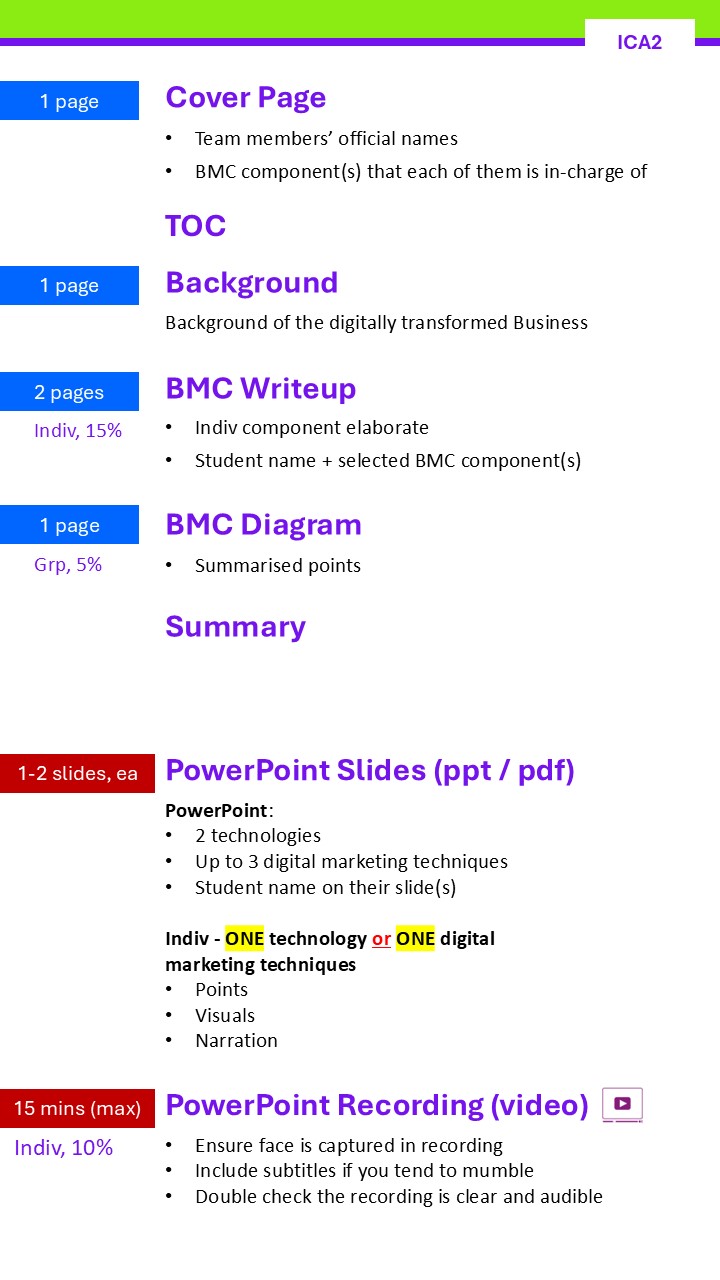 ICA2
1 page
Cover Page
• Team members’ official names
• BMC component(s) that each of them is in-charge of
TOC
1 page
Background
Background of the digitally transformed Business
2 pages
BMC Writeup
Indiv, 15%
• Indiv component elaborate
• Student name + selected BMC component(s)
1 page
BMC Diagram
Grp, 5%
• Summarised points
Summary
1-2 slides, ea
PowerPoint Slides (ppt / pdf)
PowerPoint:
• 2 technologies
• Up to 3 digital marketing techniques
• Student name on their slide(s)
Indiv - ONE technology or ONE digital
marketing techniques
• Points
• Visuals
• Narration
15 mins (max)
PowerPoint Recording (video)
Indiv, 10%
• Ensure face is captured in recording
• Include subtitles if you tend to mumble
• Double check the recording is clear and audible